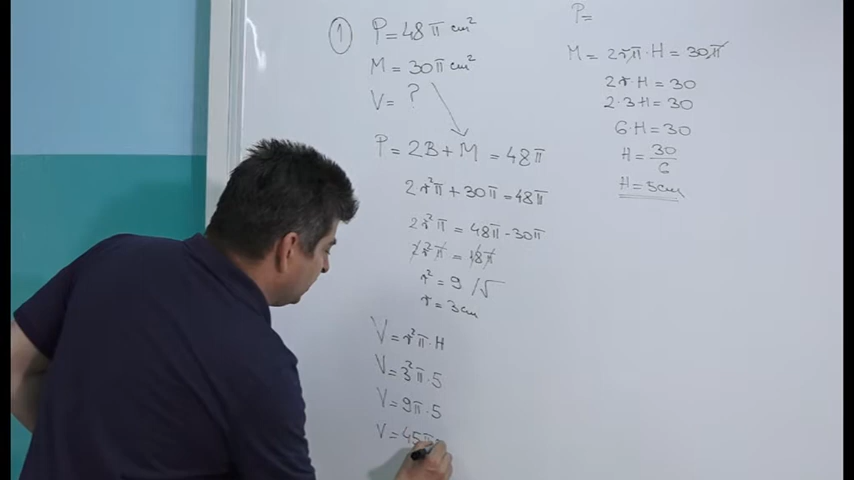 ① P=48π cm²
M=30π cm²
V=?
P=2B+M=48π
2r²π+30π=48π
2r²π=48π-30π
2r²π=18π
r²=9 /√
r=3cm
V=r²π·H
V=3²π·5
V=9π·5
V=45π
P=
M=2rπ·H=30π
2r·H=30
2·3·H=30
6·H=30
H=30/6
H=5cm